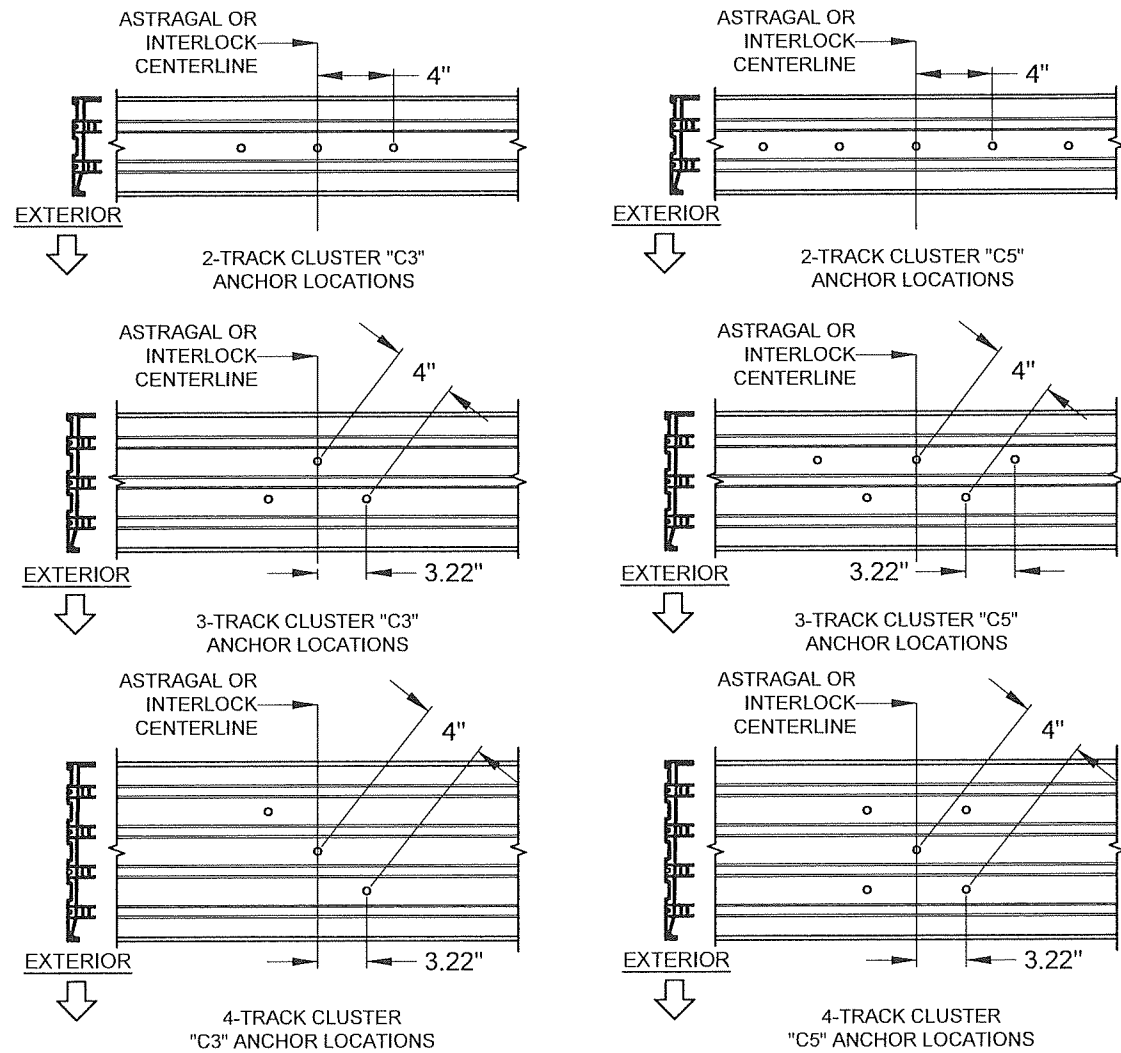 ASTRAGAL OR
INTERLOCK
CENTERLINE
4"
EXTERIOR
2-TRACK CLUSTER "C3"
ANCHOR LOCATIONS
ASTRAGAL OR
INTERLOCK
CENTERLINE
4"
EXTERIOR
2-TRACK CLUSTER "C5"
ANCHOR LOCATIONS
ASTRAGAL OR
INTERLOCK
CENTERLINE
4"
EXTERIOR
3.22"
3-TRACK CLUSTER "C3"
ANCHOR LOCATIONS
ASTRAGAL OR
INTERLOCK
CENTERLINE
4"
EXTERIOR
3.22"
3-TRACK CLUSTER "C5"
ANCHOR LOCATIONS
ASTRAGAL OR
INTERLOCK
CENTERLINE
4"
EXTERIOR
3.22"
4-TRACK CLUSTER
"C3" ANCHOR LOCATIONS
ASTRAGAL OR
INTERLOCK
CENTERLINE
4"
EXTERIOR
3.22"
4-TRACK CLUSTER
"C5" ANCHOR LOCATIONS